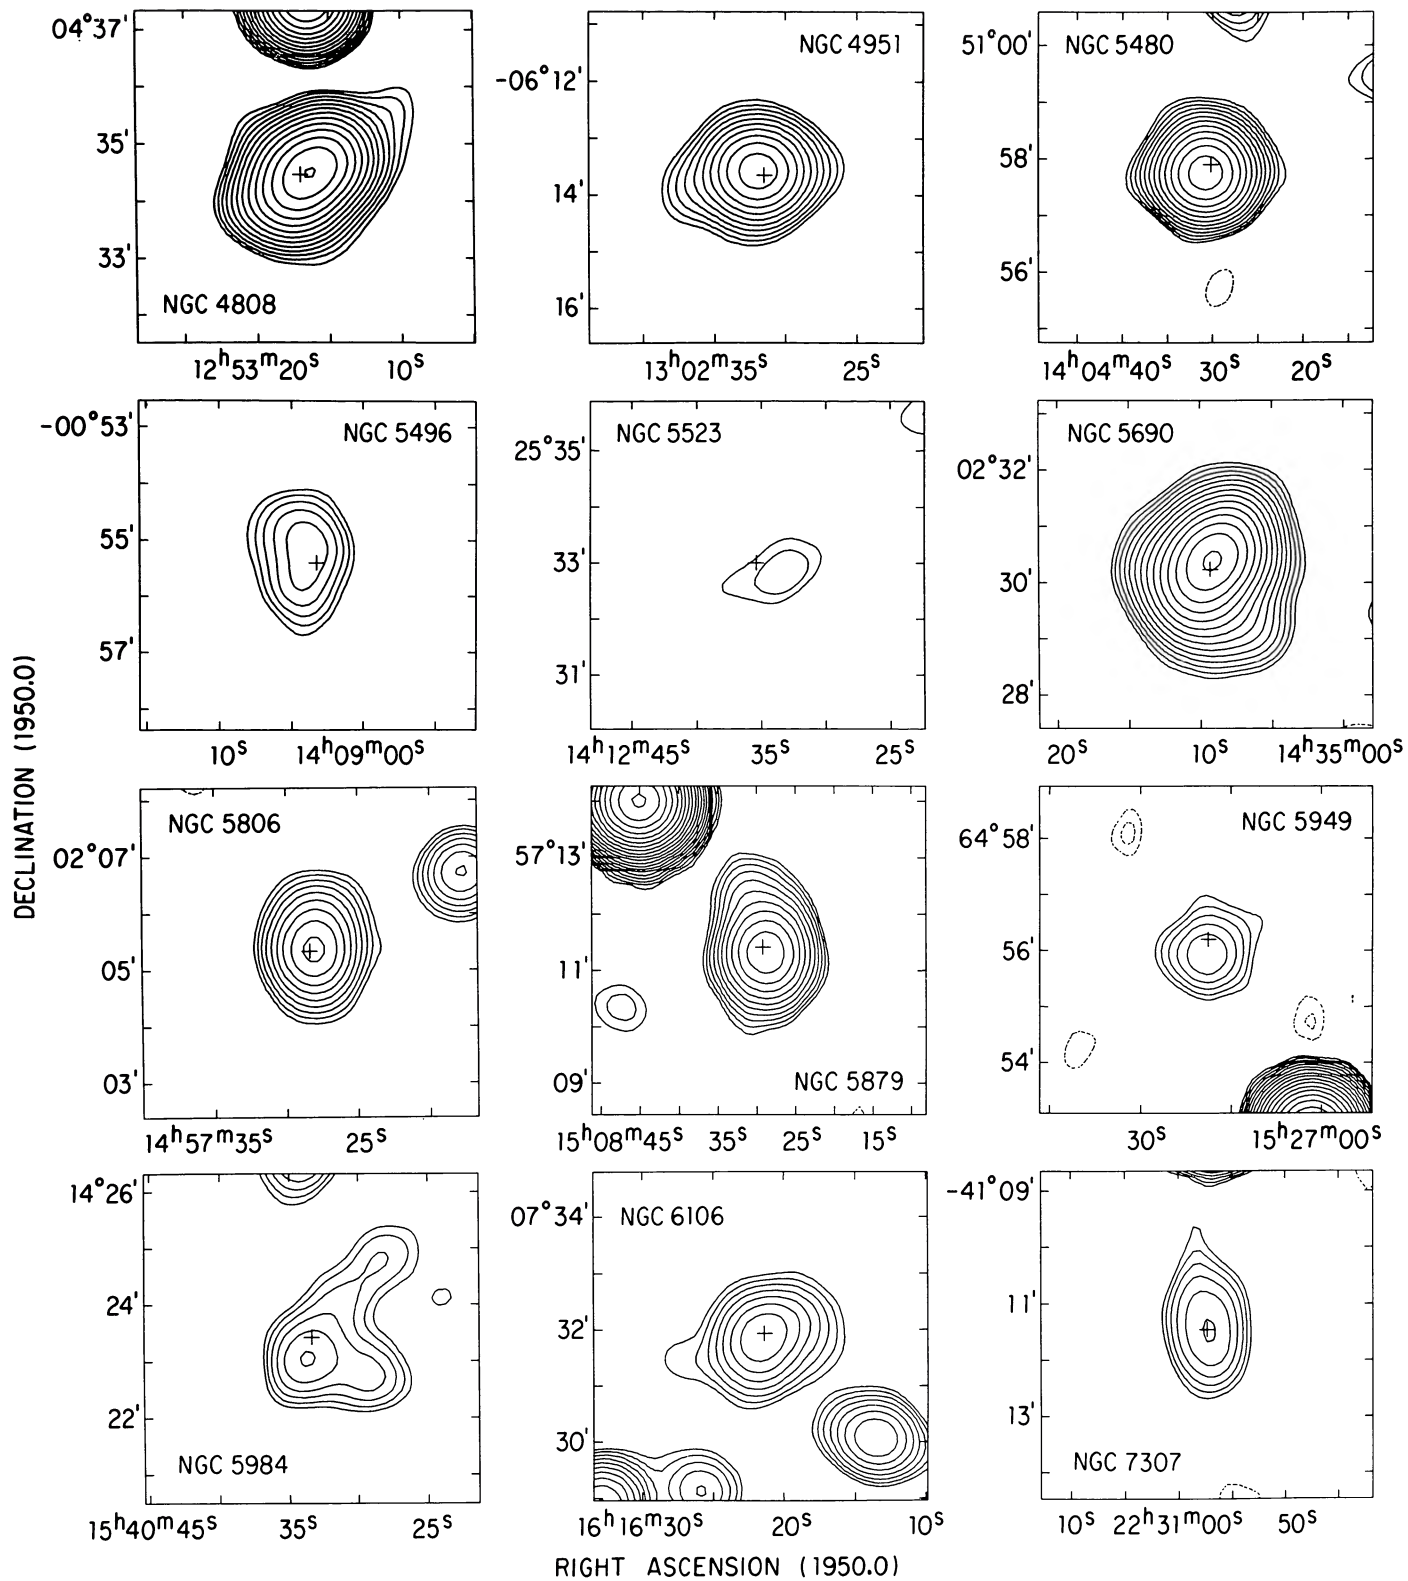 04°37'
35'
33'
NGC 4808
12ʰ53ᵐ20ˢ 10ˢ
NGC 4951
-06°12'
14'
16'
13ʰ02ᵐ35ˢ 25ˢ
NGC 5480
51°00'
58'
56'
14ʰ04ᵐ40ˢ 30ˢ 20ˢ
-00°53'
NGC 5496
55'
57'
10ˢ 14ʰ09ᵐ00ˢ
NGC 5523
25°35'
33'
31'
14ʰ12ᵐ45ˢ 35ˢ 25ˢ
NGC 5690
02°32'
30'
28'
20ˢ 10ˢ 14ʰ35ᵐ00ˢ
DECLINATION (1950.0)
NGC 5806
02°07'
05'
03'
14ʰ57ᵐ35ˢ 25ˢ
57°13'
11'
09'
NGC 5879
15ʰ08ᵐ45ˢ 35ˢ 25ˢ 15ˢ
NGC 5949
64°58'
56'
54'
30ˢ 15ʰ27ᵐ00ˢ
14°26'
24'
22'
NGC 5984
15ʰ40ᵐ45ˢ 35ˢ 25ˢ
07°34'
NGC 6106
32'
30'
16ʰ16ᵐ30ˢ 20ˢ 10ˢ
-41°09'
11'
13'
NGC 7307
10ˢ 22ʰ31ᵐ00ˢ 50ˢ
RIGHT ASCENSION (1950.0)